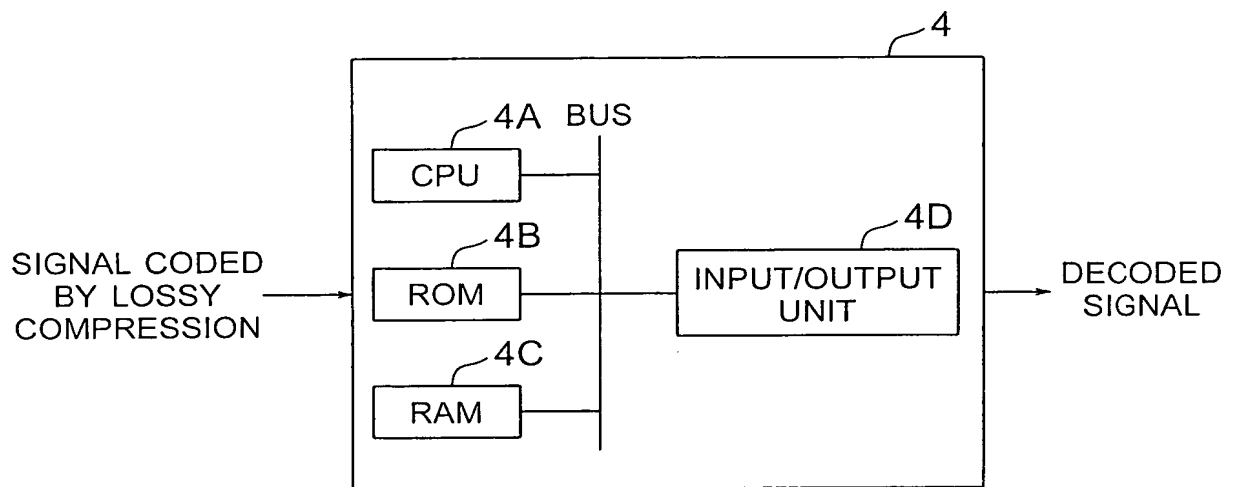 4
4A
BUS
CPU
4B
4D
SIGNAL CODED
BY LOSSY
COMPRESSION
ROM
INPUT/OUTPUT
UNIT
DECODED
SIGNAL
4C
RAM